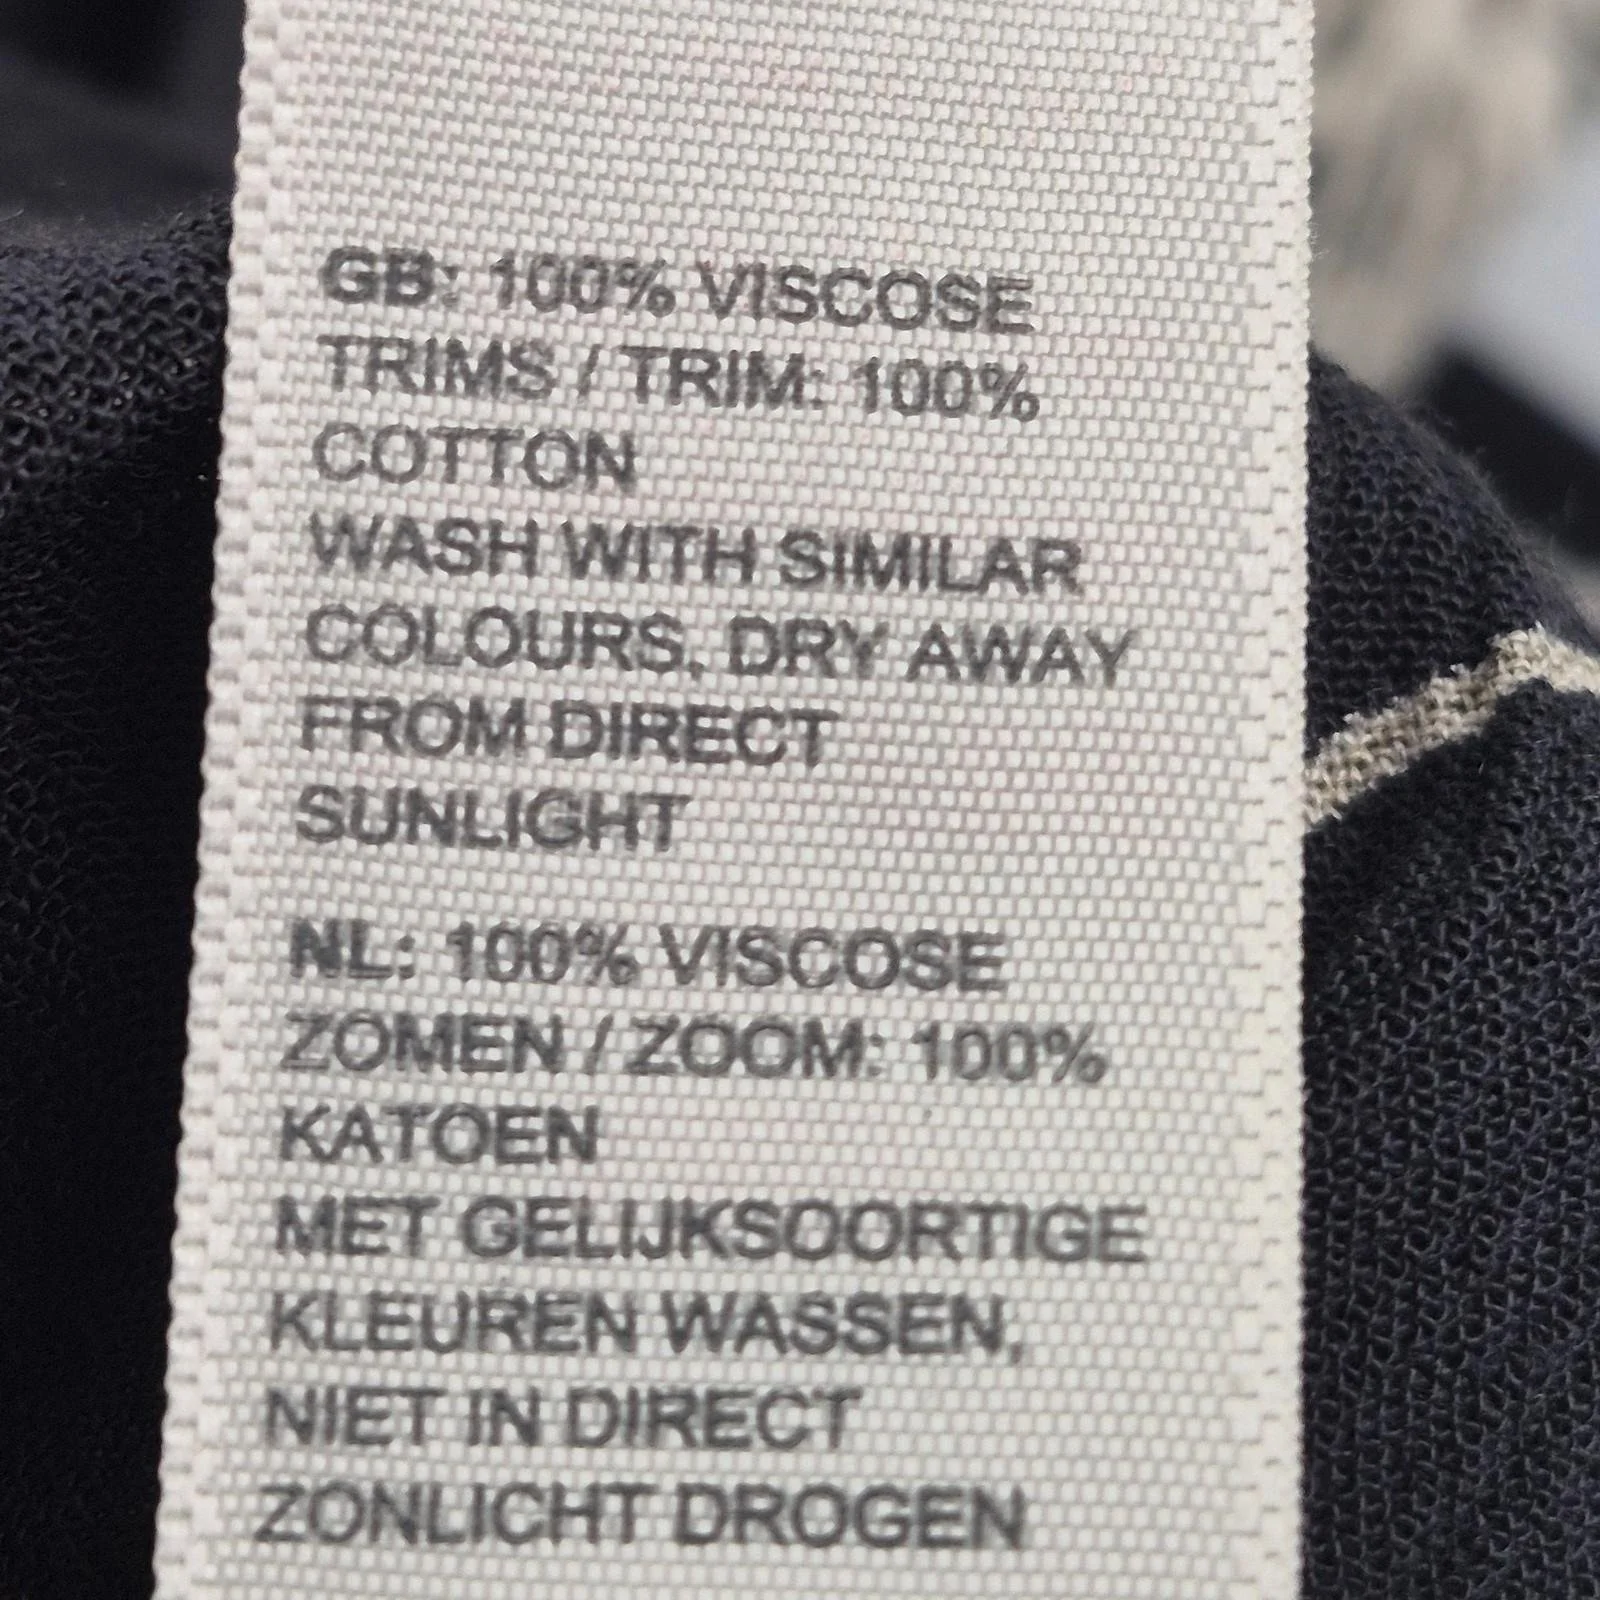 GB: 100% VISCOSE
TRIMS / TRIM: 100%
COTTON
WASH WITH SIMILAR
COLOURS, DRY AWAY
FROM DIRECT
SUNLIGHT
NL: 100% VISCOSE
ZOMEN / ZOOM: 100%
KATOEN
MET GELIJKSOORTIGE
KLEUREN WASSEN,
NIET IN DIRECT
ZONLICHT DROGEN